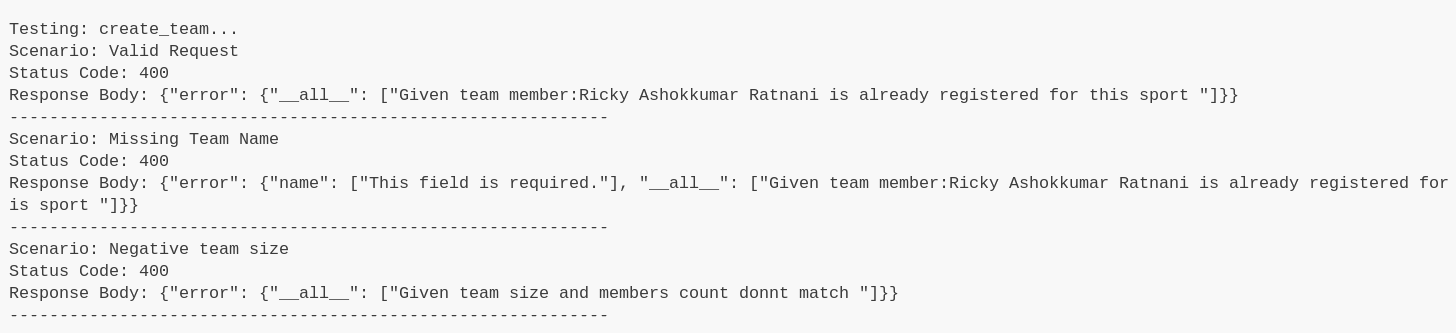 Testing: create_team...
Scenario: Valid Request
Status Code: 400
Response Body: {"error": {"__all__": ["Given team member:Ricky Ashokkumar Ratnani is already registered for this sport "]}}
------------------------------------------------------------
Scenario: Missing Team Name
Status Code: 400
Response Body: {"error": {"name": ["This field is required."], "__all__": ["Given team member:Ricky Ashokkumar Ratnani is already registered for
is sport "]}}
------------------------------------------------------------
Scenario: Negative team size
Status Code: 400
Response Body: {"error": {"__all__": ["Given team size and members count donnt match "]}}
------------------------------------------------------------